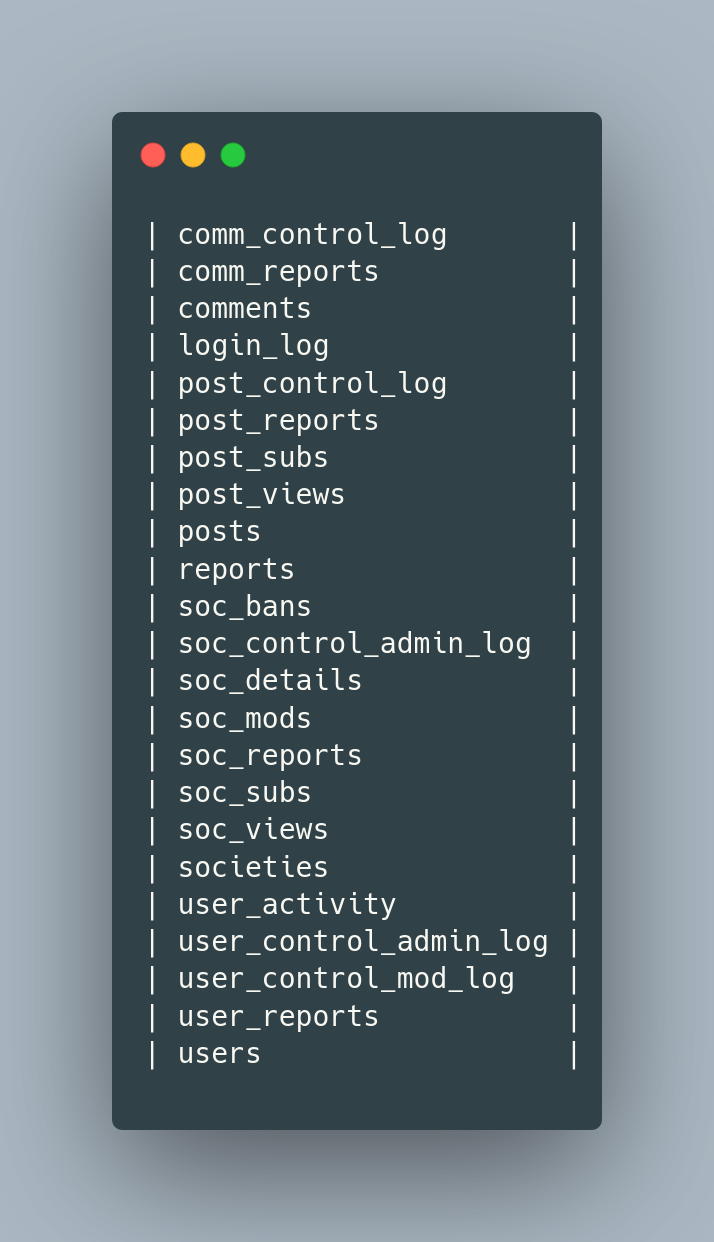 | comm_control_log       |
| comm_reports           |
| comments               |
| login_log              |
| post_control_log       |
| post_reports           |
| post_subs              |
| post_views             |
| posts                  |
| reports                |
| soc_bans               |
| soc_control_admin_log  |
| soc_details            |
| soc_mods               |
| soc_reports            |
| soc_subs               |
| soc_views              |
| societies              |
| user_activity          |
| user_control_admin_log |
| user_control_mod_log   |
| user_reports           |
| users                  |